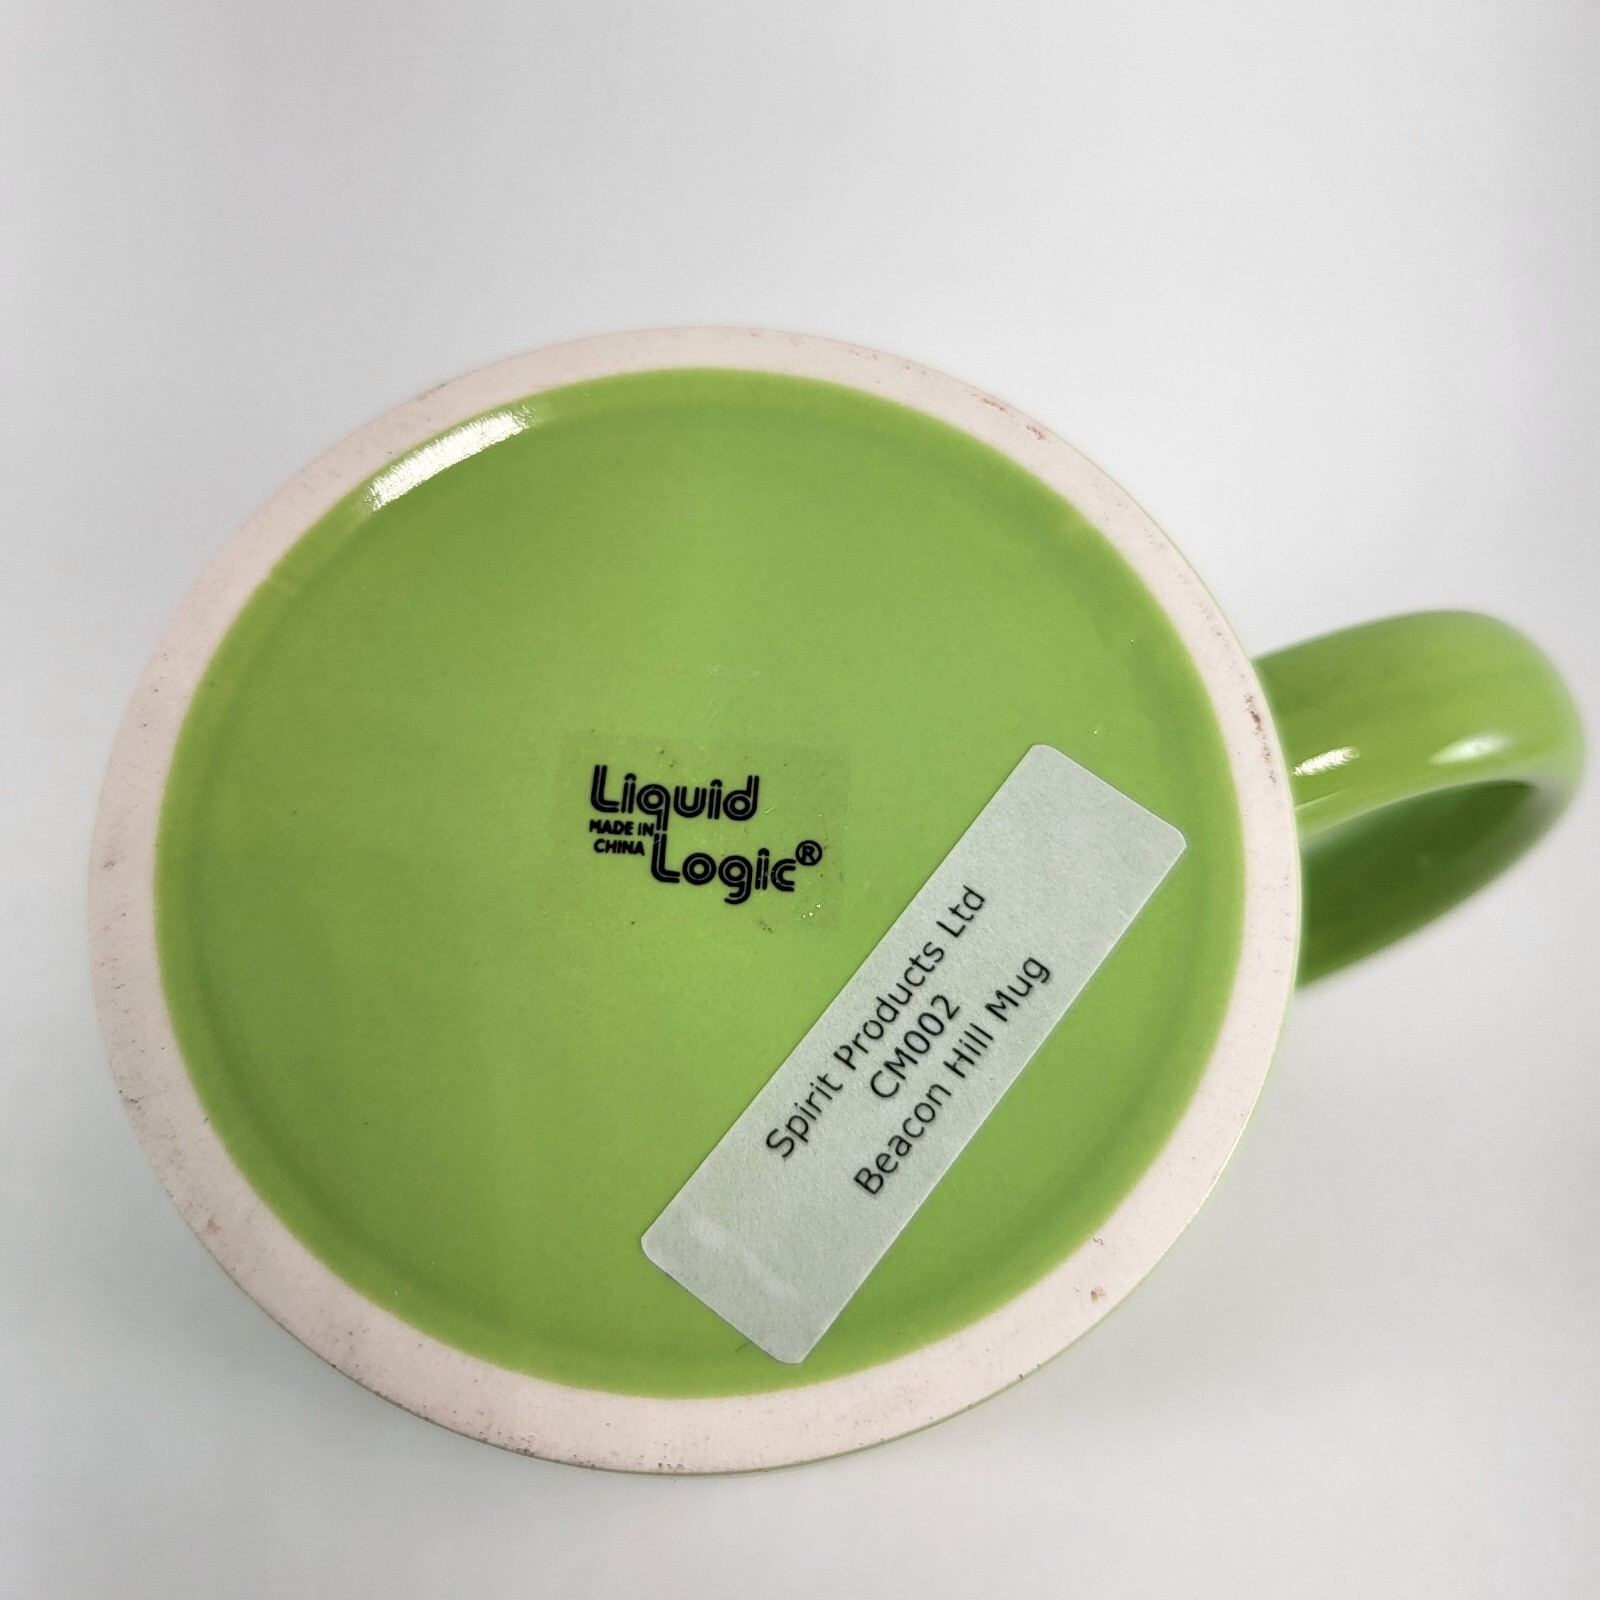 Liquid
MADE IN
CHINA
Logic®
Spirit Products Ltd
CM002
Beacon Hill Mug